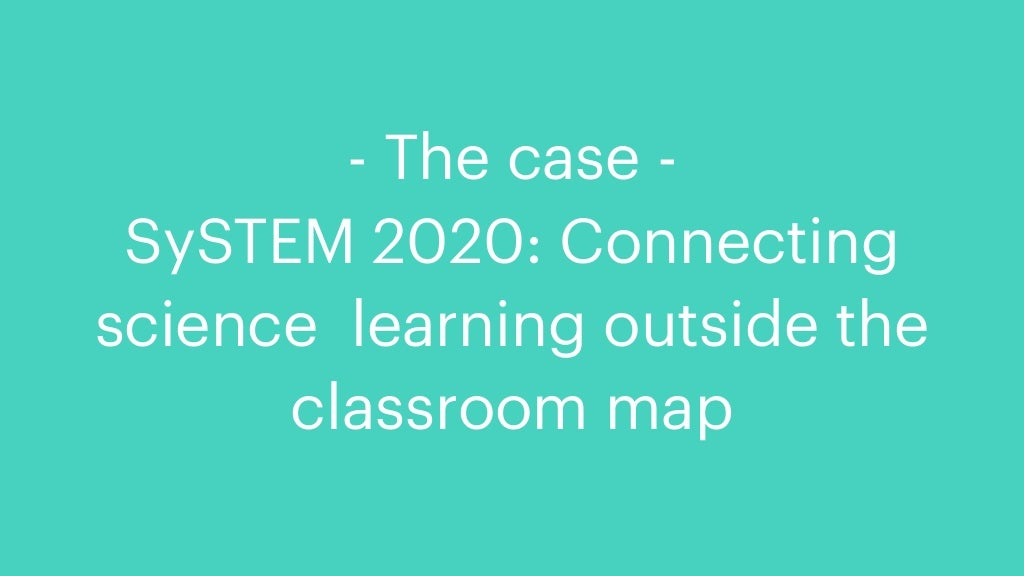 - The case -
SySTEM 2020: Connecting
science  learning outside the
classroom map